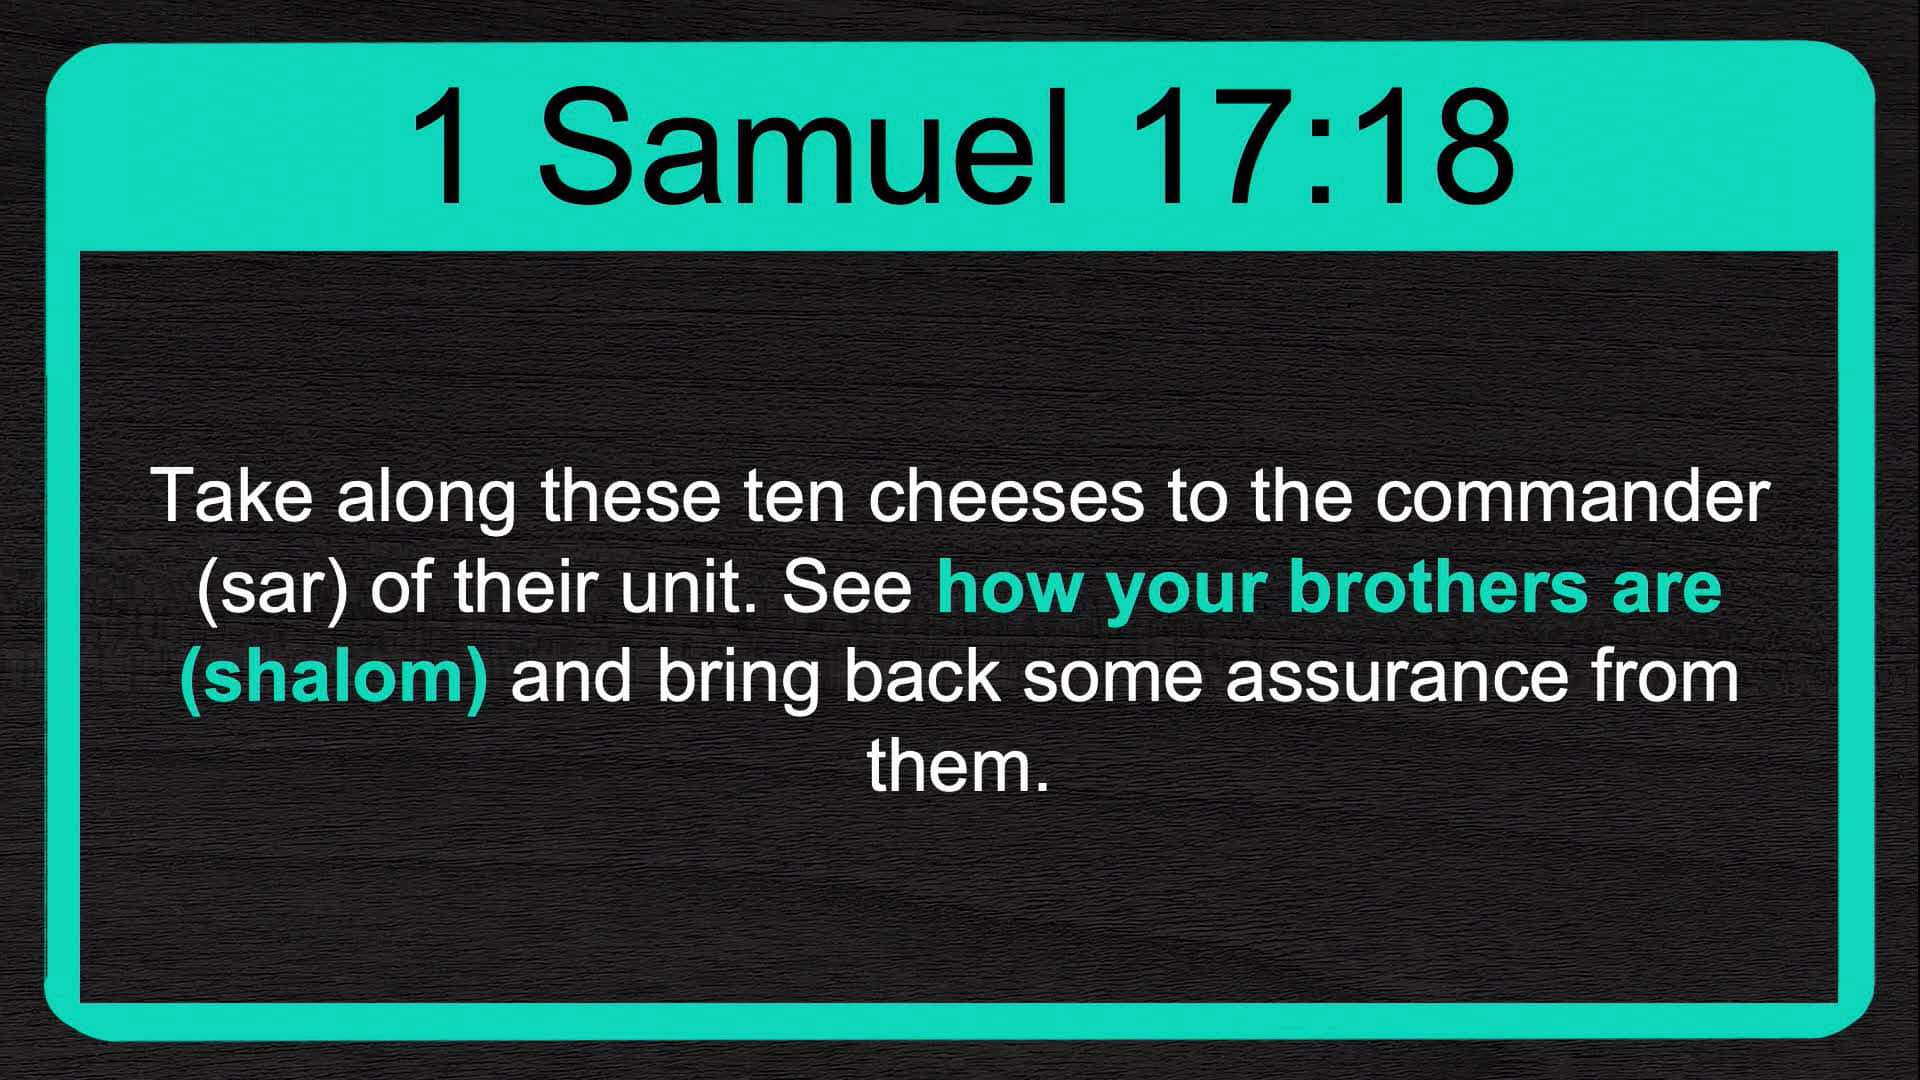 1 Samuel 17:18
Take along these ten cheeses to the commander
(sar) of their unit. See how your brothers are
(shalom) and bring back some assurance from
them.